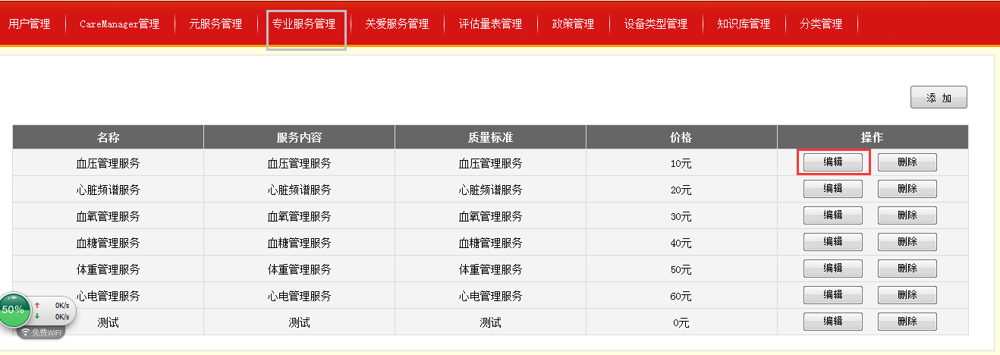 用户管理 CareManager管理 元服务管理 专业服务管理 关爱服务管理 评估量表管理 政策管理 设备类型管理 知识库管理 分类管理
添 加
名称 服务内容 质量标准 价格 操作
血压管理服务 血压管理服务 血压管理服务 10元 编辑 删除
心脏频谱服务 心脏频谱服务 心脏频谱服务 20元 编辑 删除
血氧管理服务 血氧管理服务 血氧管理服务 30元 编辑 删除
血糖管理服务 血糖管理服务 血糖管理服务 40元 编辑 删除
体重管理服务 体重管理服务 体重管理服务 50元 编辑 删除
心电管理服务 心电管理服务 心电管理服务 60元 编辑 删除
测试 测试 测试 0元 编辑 删除
50% 0K/s
0K/s
免费WiFi